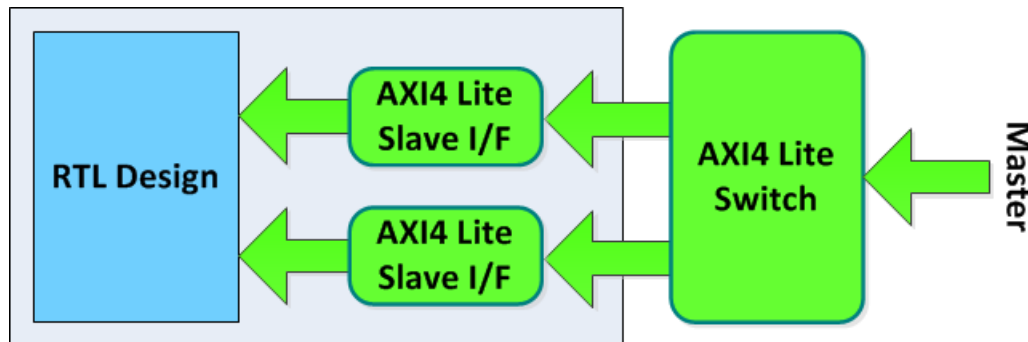 RTL Design
AXI4 Lite
Slave I/F
AXI4 Lite
Slave I/F
AXI4 Lite
Switch
Master